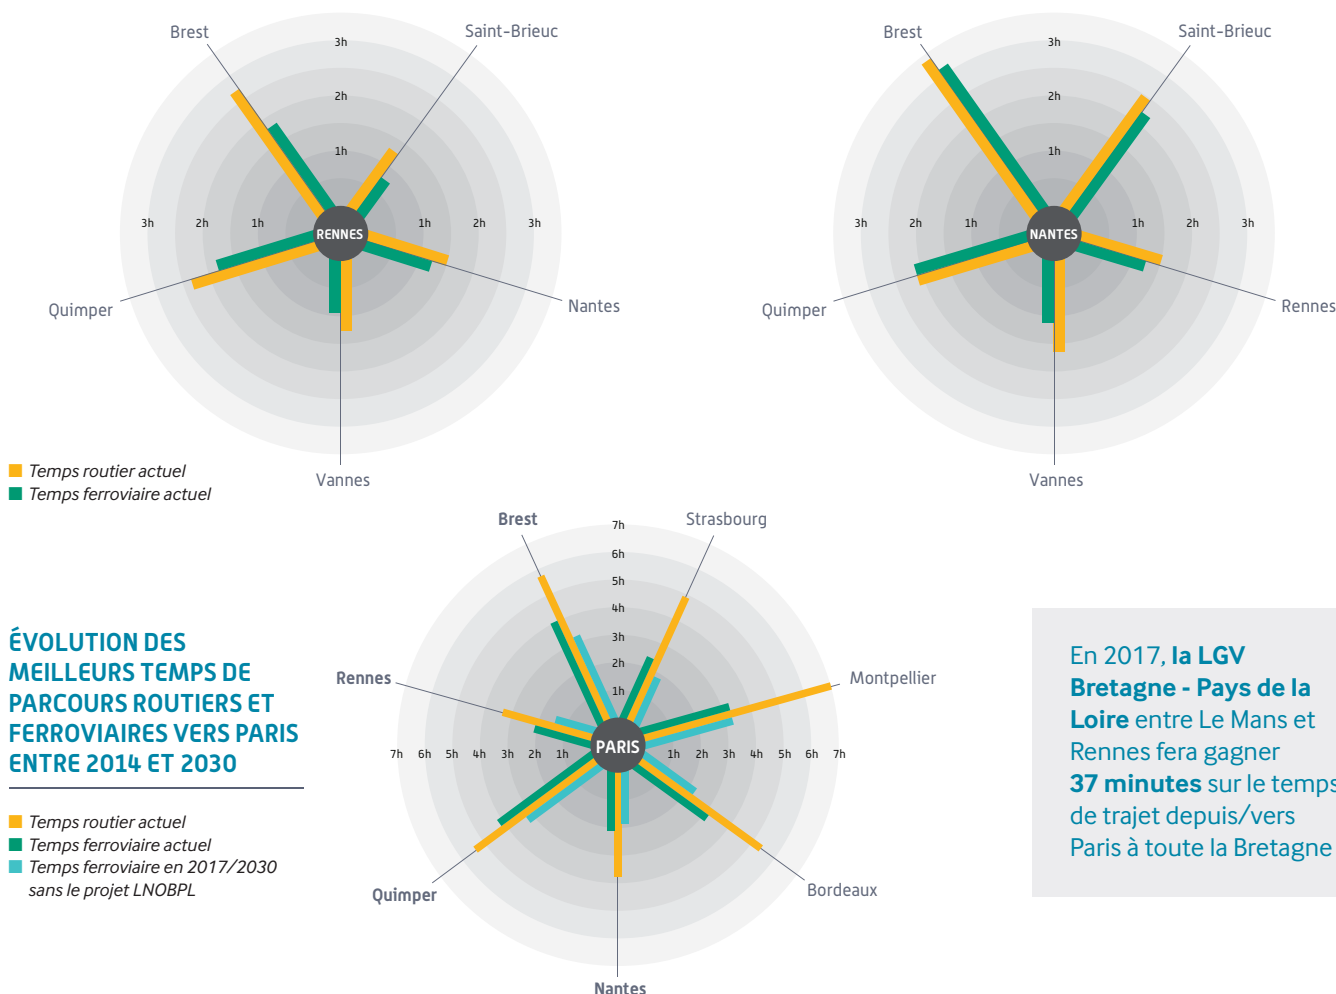 Brest
Saint-Brieuc
3h
2h
1h
3h 2h 1h
RENNES
1h 2h 3h
Quimper
Nantes
Vannes
Brest
Saint-Brieuc
3h
2h
1h
3h 2h 1h
NANTES
1h 2h 3h
Quimper
Rennes
Vannes
Temps routier actuel
Temps ferroviaire actuel
ÉVOLUTION DES
MEILLEURS TEMPS DE
PARCOURS ROUTIERS ET
FERROVIAIRES VERS PARIS
ENTRE 2014 ET 2030
Temps routier actuel
Temps ferroviaire actuel
Temps ferroviaire en 2017/2030
sans le projet LNOBPL
Brest
Strasbourg
7h
6h
5h
4h
3h
2h
1h
Rennes
Montpellier
PARIS
7h 6h 5h 4h 3h 2h 1h
1h 2h 3h 4h 5h 6h 7h
Quimper
Bordeaux
Nantes
En 2017, la LGV
Bretagne - Pays de la
Loire entre Le Mans et
Rennes fera gagner
37 minutes sur le temps
de trajet depuis/vers
Paris à toute la Bretagne